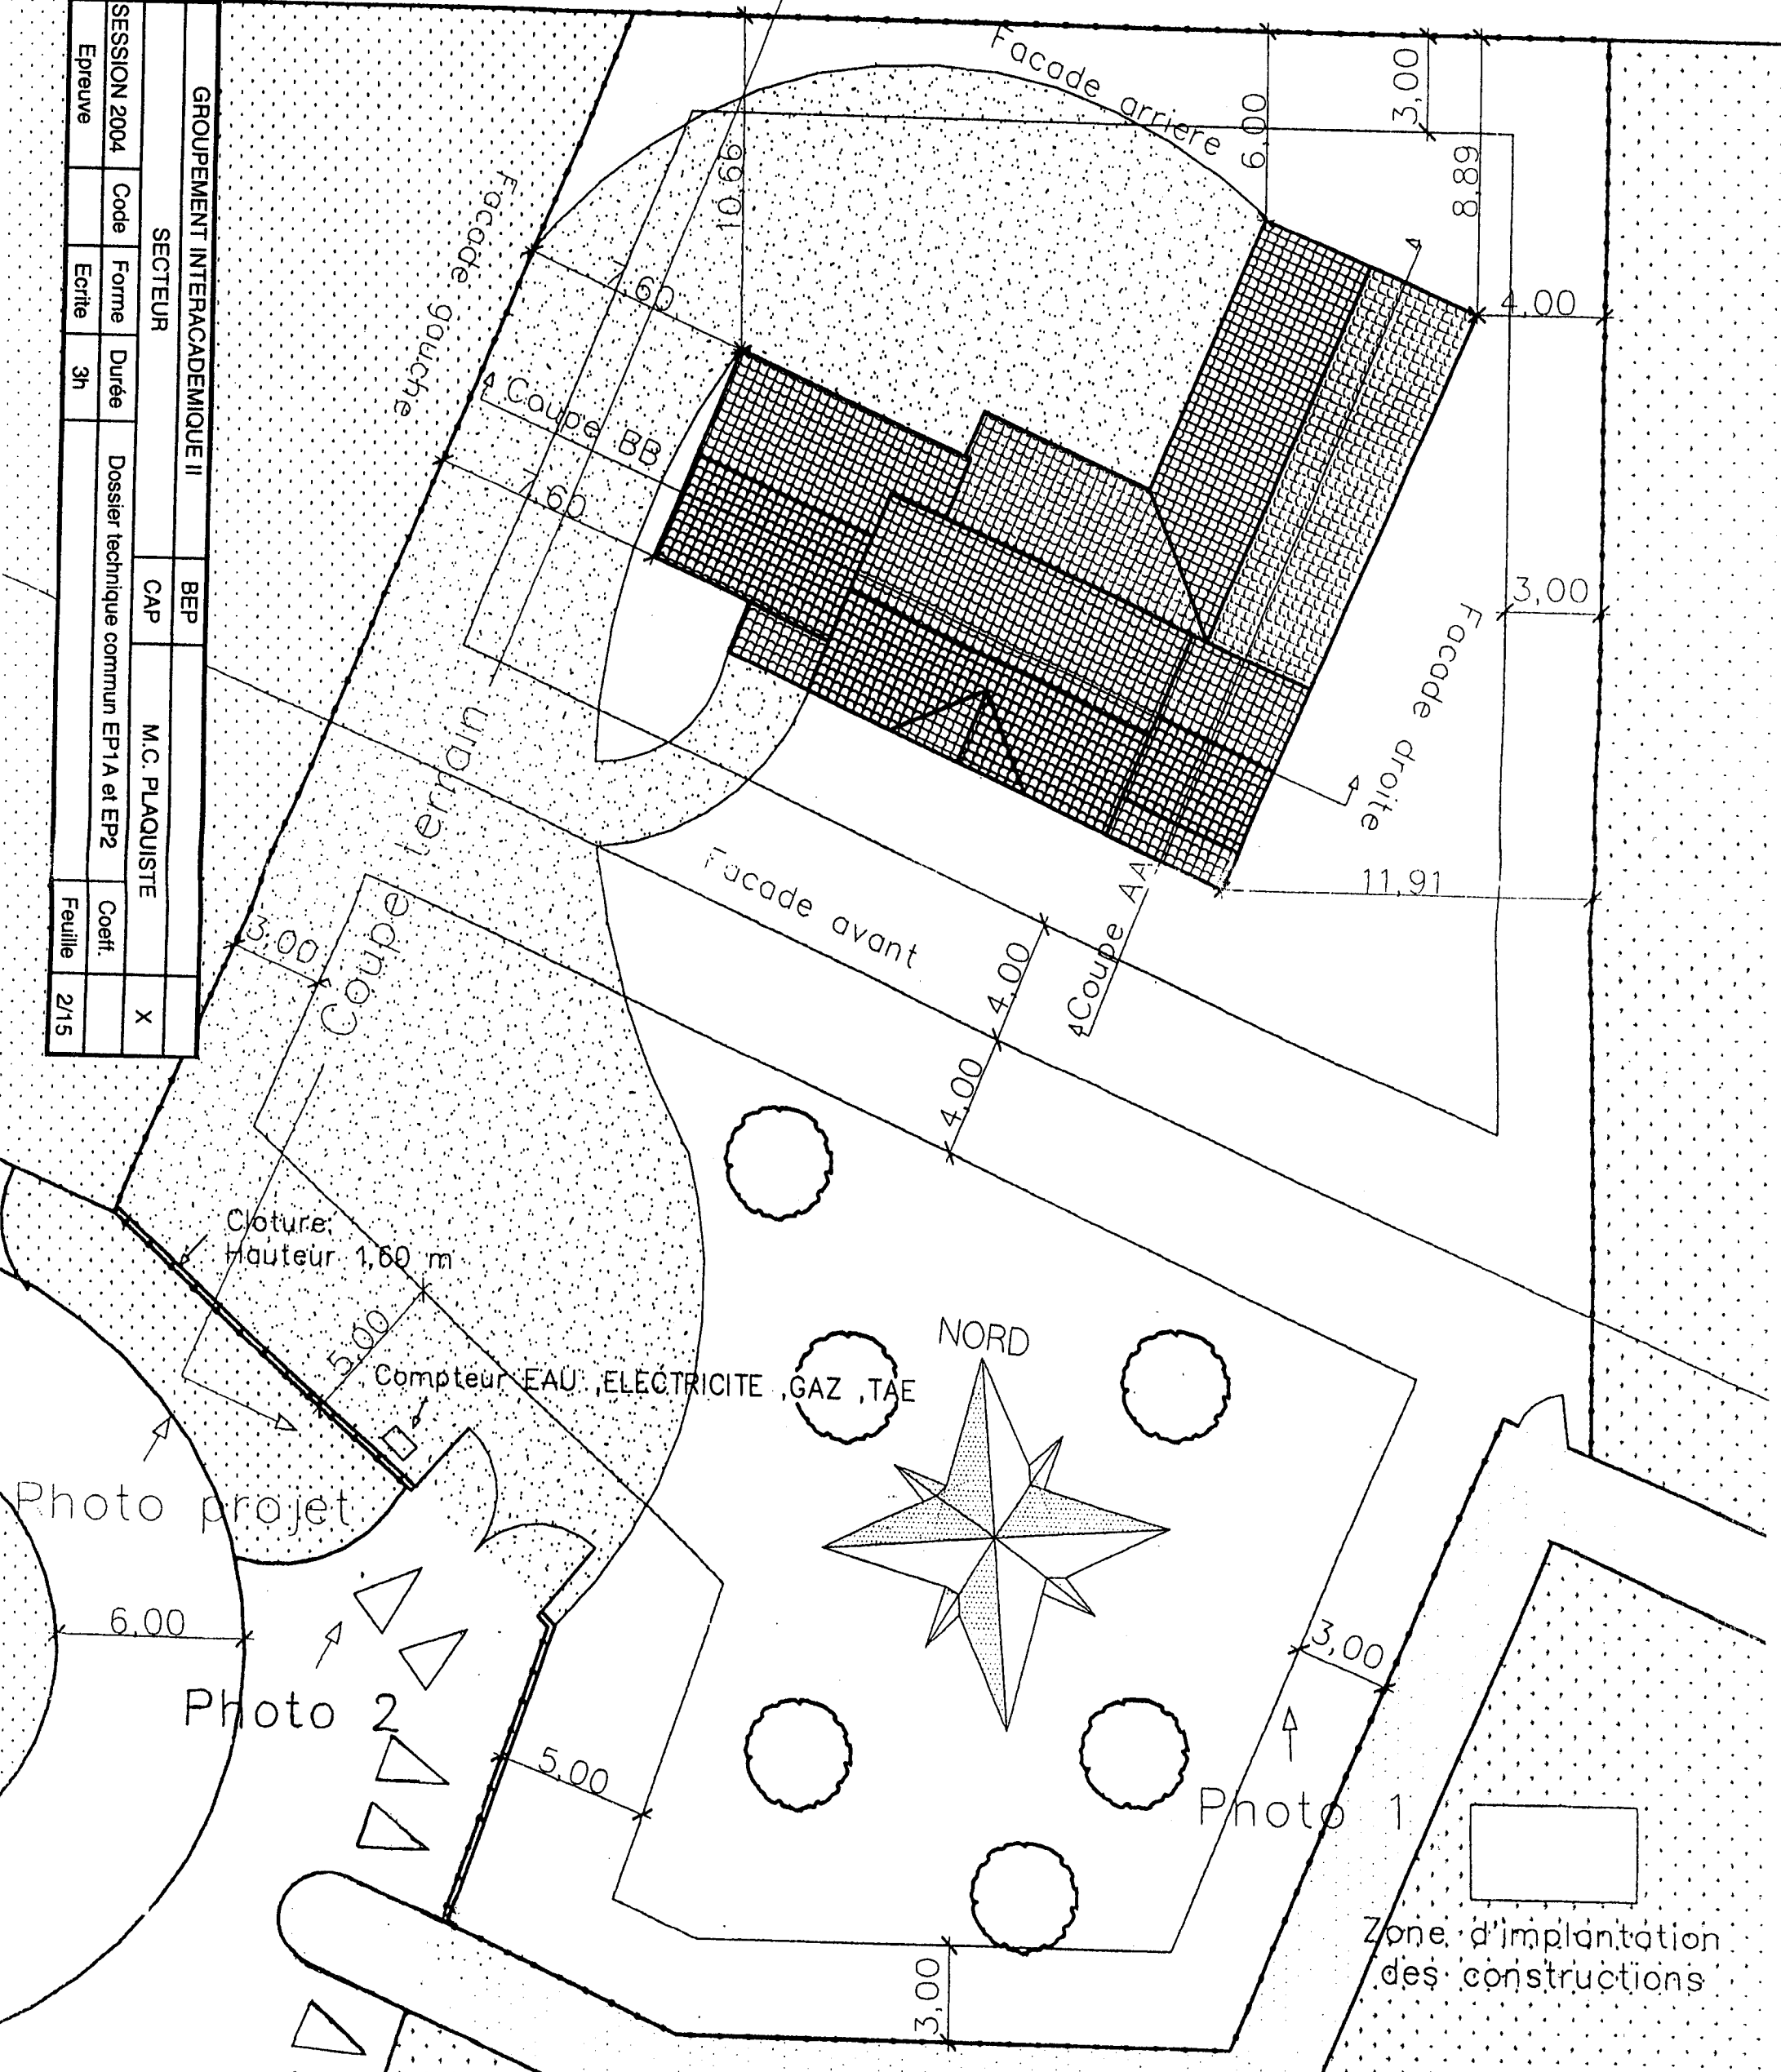 GROUPEMENT INTERACADEMIQUE II
BEP
SECTEUR
CAP
M.C. PLAQUISTE
X
SESSION 2004
Code
Forme
Durée
Dossier technique commun EP1A et EP2
Coeff.
Epreuve
Ecrite
3h
Feuille
2/15
Facade arriere
3,00
6,00
8,89
10,99
Facade gauche
7,60
4,00
Coupe BB
7,60
3,00
Facade droite
Coupe terrain
Facade avant
11,91
Coupe AA
3,00
4,00
4,00
Cloture:
Hauteur 1,60 m
5,00
NORD
Compteur EAU ,ELECTRICITE ,GAZ ,TAE
Photo projet
6,00
3,00
Photo 2
5,00
Photo 1
Zone d'implantation
des constructions
3,00